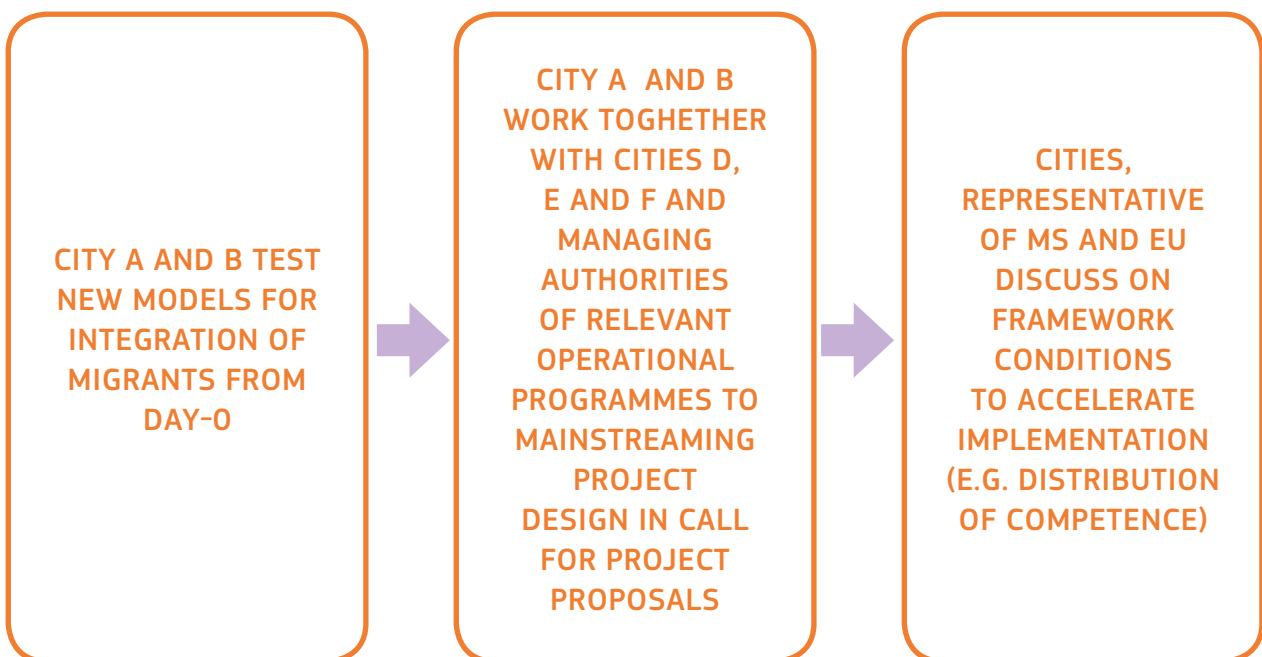 CITY A AND B TEST
NEW MODELS FOR
INTEGRATION OF
MIGRANTS FROM
DAY-0
CITY A AND B
WORK TOGHETHER
WITH CITIES D,
E AND F AND
MANAGING
AUTHORITIES
OF RELEVANT
OPERATIONAL
PROGRAMMES TO
MAINSTREAMING
PROJECT
DESIGN IN CALL
FOR PROJECT
PROPOSALS
CITIES,
REPRESENTATIVE
OF MS AND EU
DISCUSS ON
FRAMEWORK
CONDITIONS
TO ACCELERATE
IMPLEMENTATION
(E.G. DISTRIBUTION
OF COMPETENCE)